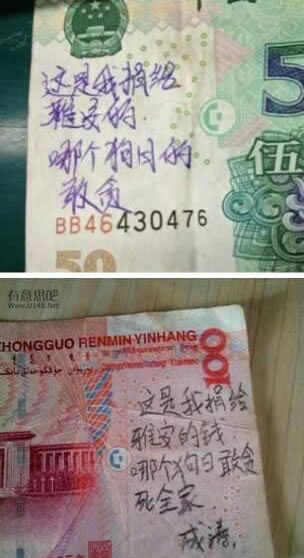 这是我捐给
雅安的
哪个狗日的
敢贪
伍
5
BB46430476
50
有意思吧
www.U148.Net
ZHONGGUO RENMIN YINHANG
100
这是我捐给
雅安的钱
哪个狗日敢贪
死全家
成涛